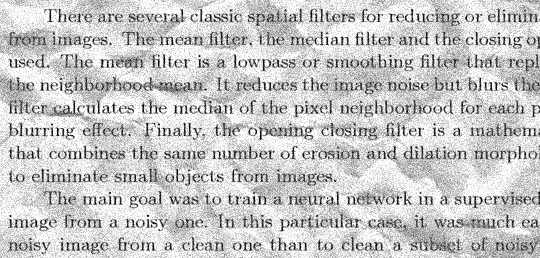 There are several classic spatial filters for reducing or elimin
from images. The mean filter, the median filter and the closing op
used. The mean filter is a lowpass or smoothing filter that repl
the neighborhood mean. It reduces the image noise but blurs the
filter calculates the median of the pixel neighborhood for each p
blurring effect. Finally, the opening closing filter is a mathema
that combines the same number of erosion and dilation morphol
to eliminate small objects from images.
The main goal was to train a neural network in a supervised
image from a noisy one. In this particular case, it was much ea
noisy image from a clean one than to clean a subset of noisy